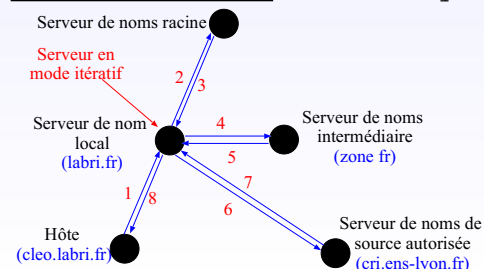 Serveur de noms racine
Serveur en
mode itératif
2
3
Serveur de nom
local
(labri.fr)
4
5
Serveur de noms
intermédiaire
(zone fr)
1
8
7
6
Hôte
(cleo.labri.fr)
Serveur de noms de
source autorisée
(cri.ens-lyon.fr)